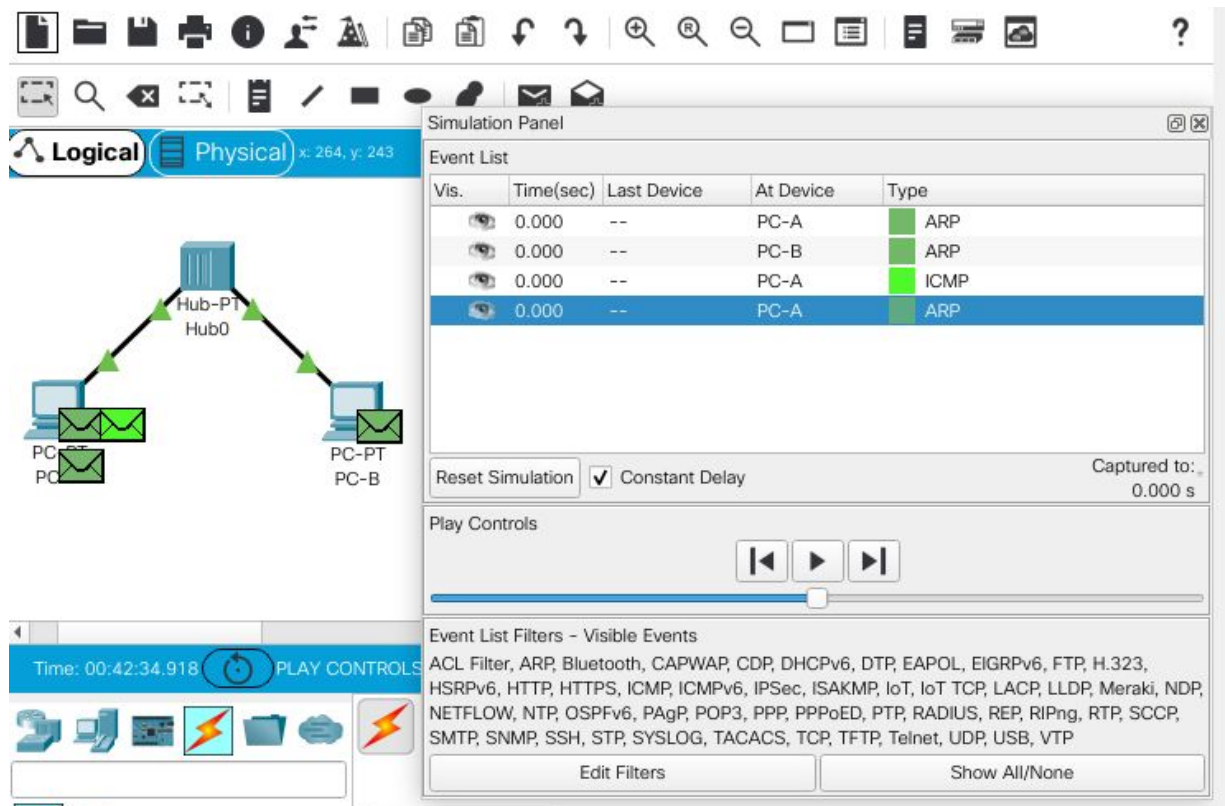 Logical
Physical
x: 264, y: 243
Simulation Panel
Event List
Vis. Time(sec) Last Device At Device Type
0.000 -- PC-A ARP
0.000 -- PC-B ARP
0.000 -- PC-A ICMP
0.000 -- PC-A ARP
Hub-PT
Hub0
PC-PT
PC-B
Reset Simulation Constant Delay Captured to:
0.000 s
Play Controls
Event List Filters - Visible Events
ACL Filter, ARP, Bluetooth, CAPWAP, CDP, DHCPv6, DTP, EAPOL, EIGRPv6, FTP, H.323,
HSRPv6, HTTP, HTTPS, ICMP, ICMPv6, IPSec, ISAKMP, IoT, IoT TCP, LACP, LLDP, Meraki, NDP,
NETFLOW, NTP, OSPFv6, PAgP, POP3, PPP, PPPoED, PTP, RADIUS, REP, RIPng, RTP, SCCP,
SMTP, SNMP, SSH, STP, SYSLOG, TACACS, TCP, TFTP, Telnet, UDP, USB, VTP
Edit Filters Show All/None
Time: 00:42:34.918 PLAY CONTROLS